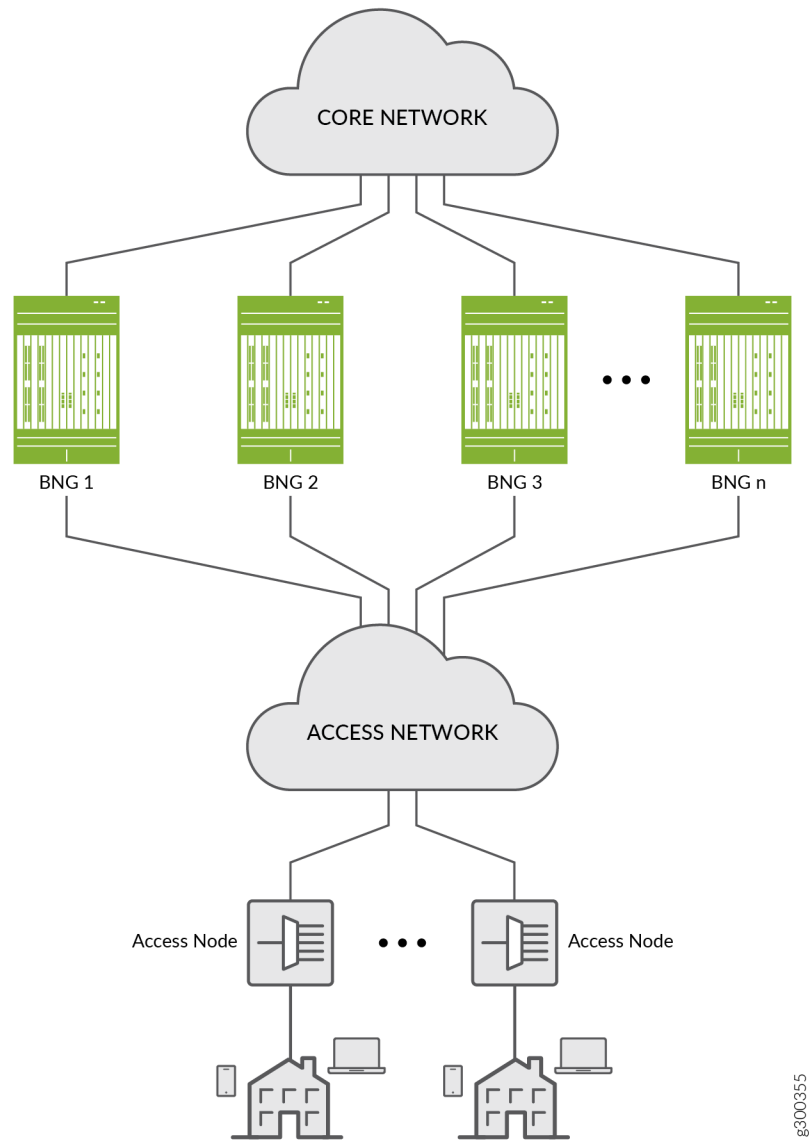 CORE NETWORK
BNG 1
BNG 2
BNG 3
BNG n
ACCESS NETWORK
Access Node
Access Node
g300355